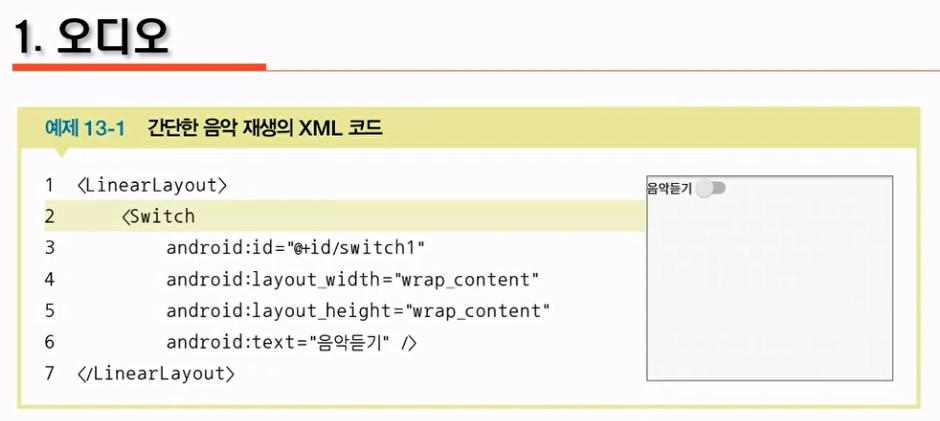 1. 오디오
예제 13-1 간단한 음악 재생의 XML 코드
1 <LinearLayout>
2 <Switch
3 android:id="@+id/switch1"
4 android:layout_width="wrap_content"
5 android:layout_height="wrap_content"
6 android:text="음악듣기" />
7 </LinearLayout>
음악듣기